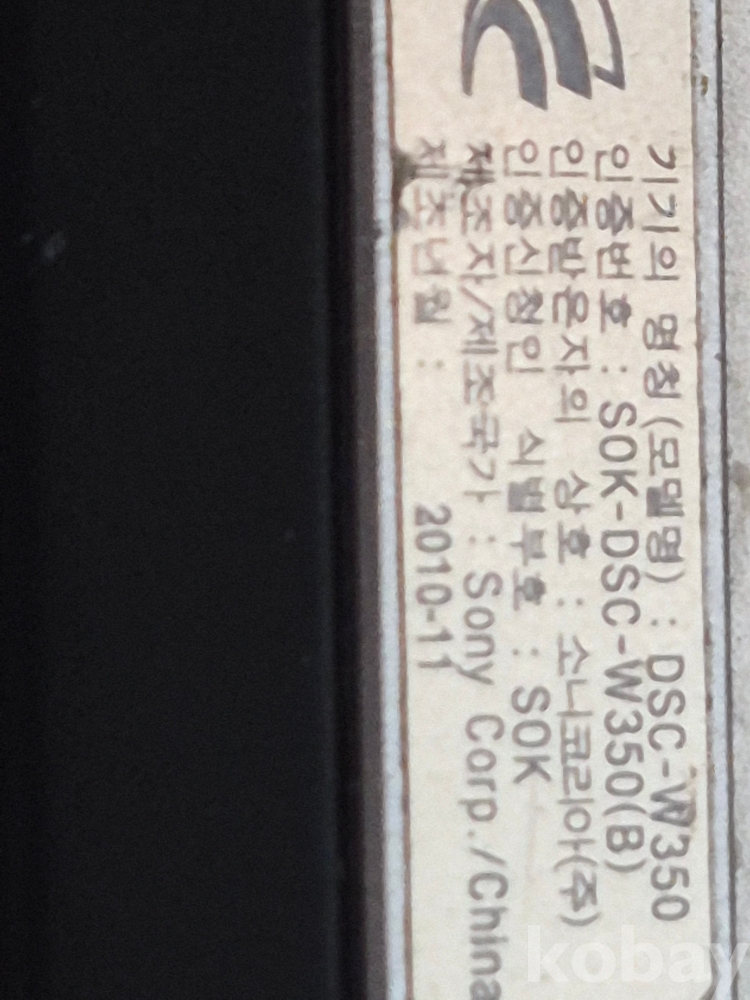 기기의 명칭(모델명) : DSC-W350
인증번호 : SOK-DSC-W350(B)
인증받은자의 상호 : 소니코리아(주)
인증신청인 식별부호 : SOK
제조자/제조국가 : Sony Corp./China
제조년월 : 2010-11
kobay